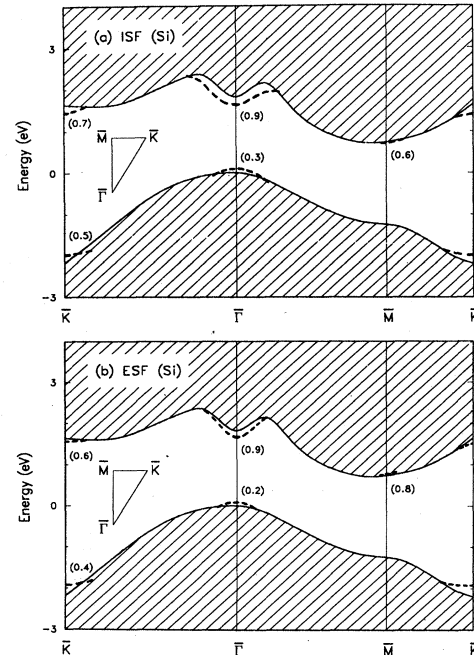 (a) ISF (Si)
3
0
-3
Energy (eV)
(0.7)
(0.9)
(0.3)
(0.6)
(0.5)
M̅ K̅
Γ̅
K̅ Γ̅ M̅ K̅
(b) ESF (Si)
3
0
-3
Energy (eV)
(0.6)
(0.9)
(0.2)
(0.8)
(0.4)
M̅ K̅
Γ̅
K̅ Γ̅ M̅ K̅